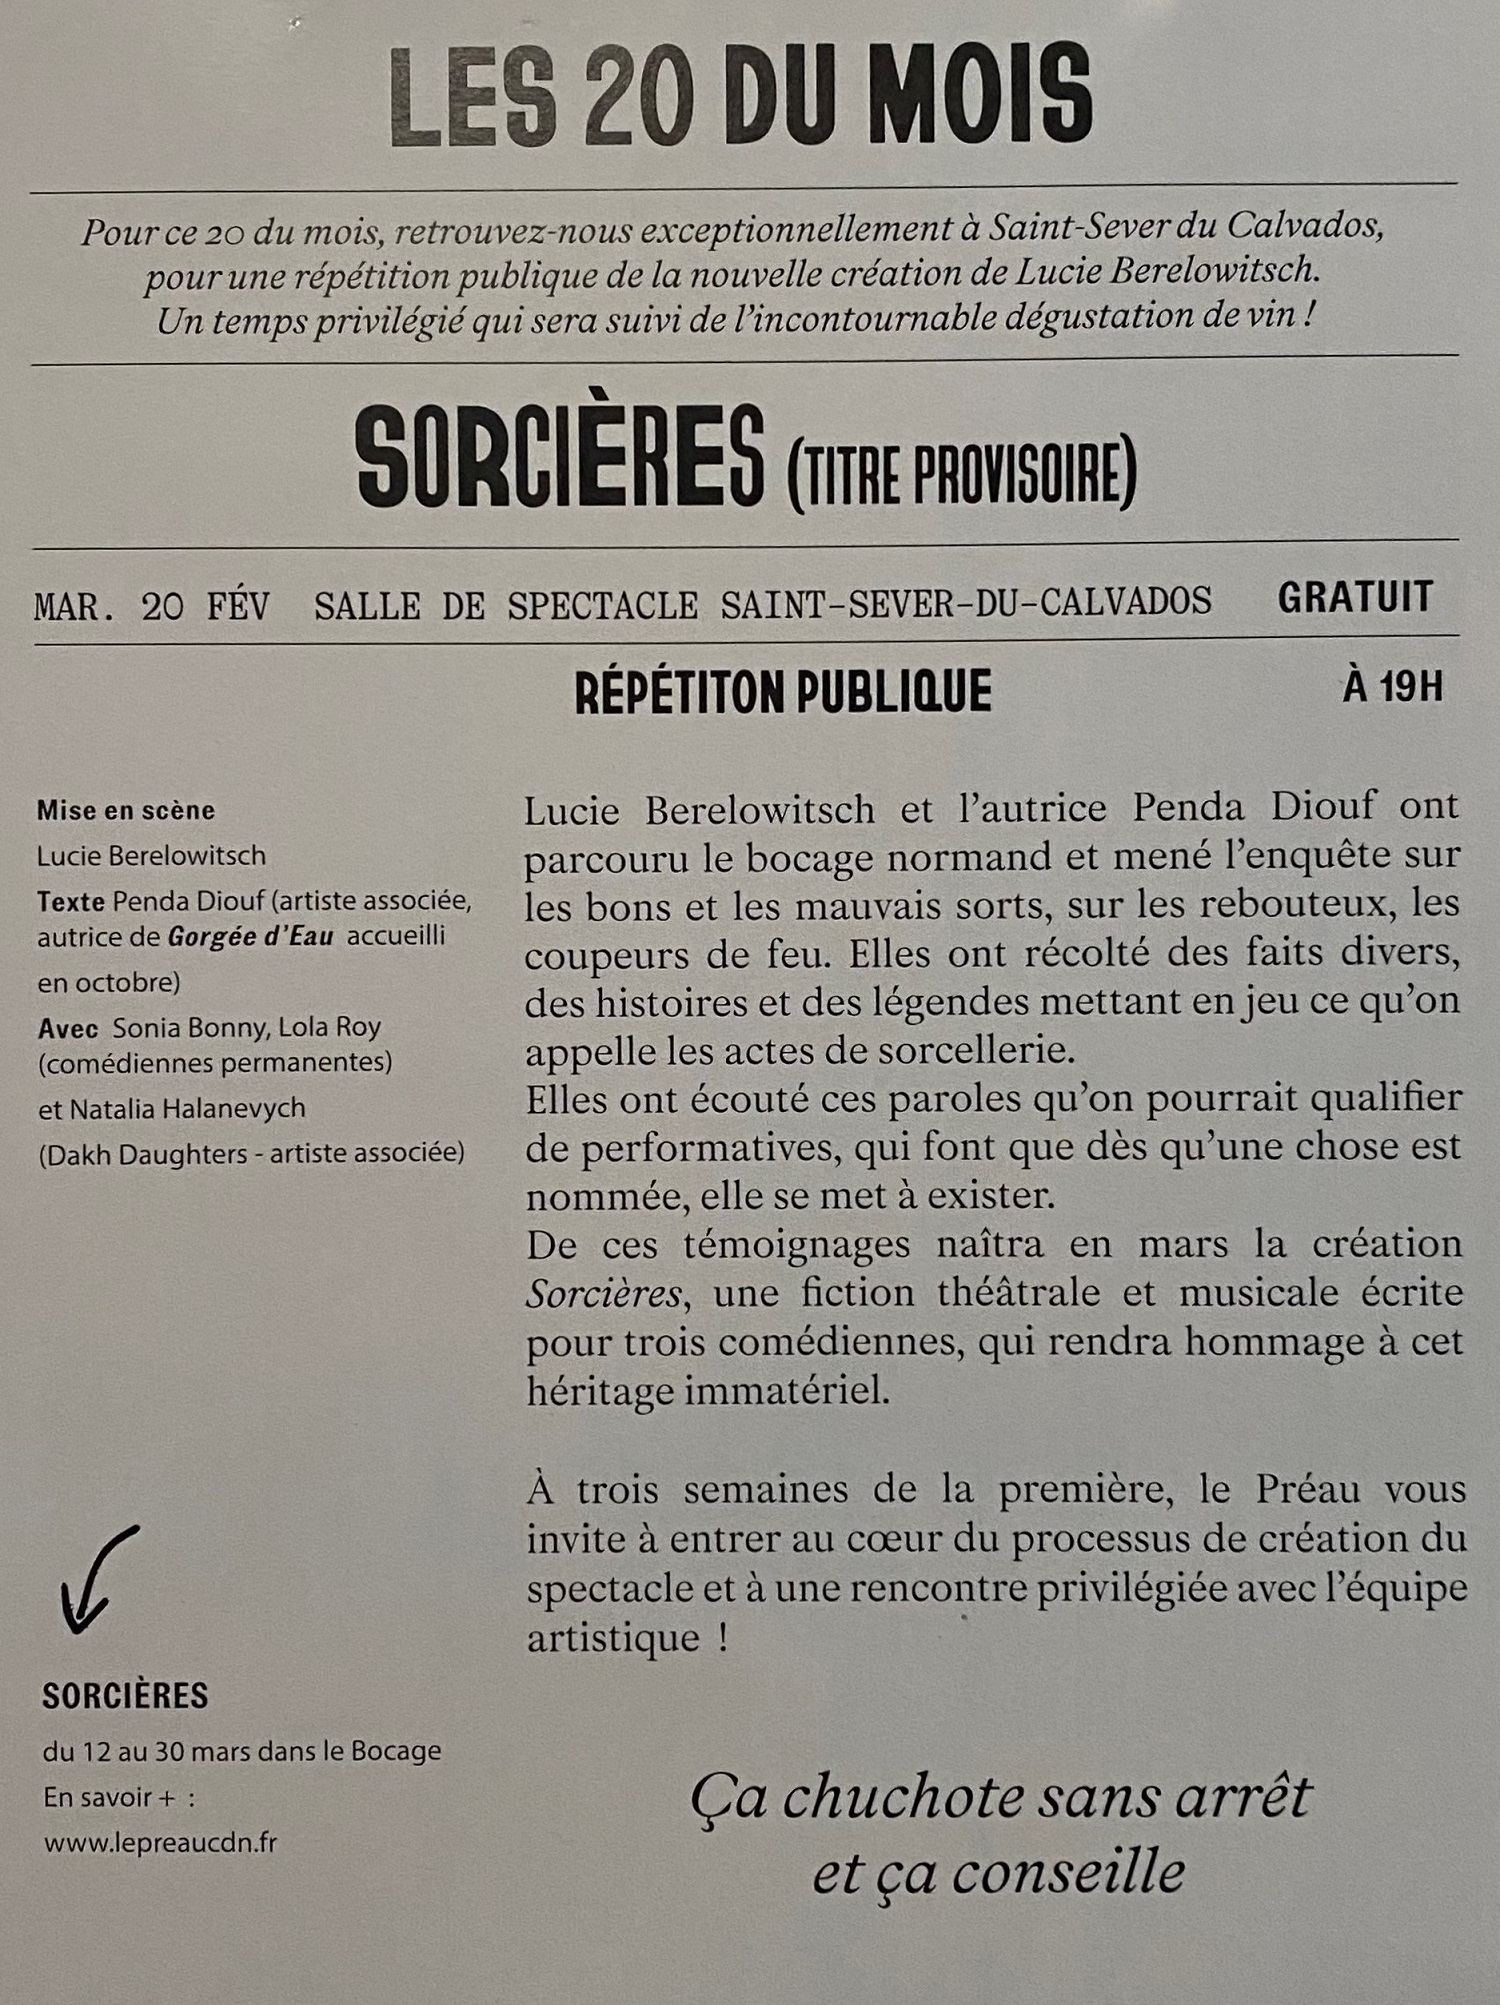 LES 20 DU MOIS
Pour ce 20 du mois, retrouvez-nous exceptionnellement à Saint-Sever du Calvados,
pour une répétition publique de la nouvelle création de Lucie Berelowitsch.
Un temps privilégié qui sera suivi de l'incontournable dégustation de vin !
SORCIÈRES (TITRE PROVISOIRE)
MAR. 20 FÉV SALLE DE SPECTACLE SAINT-SEVER-DU-CALVADOS GRATUIT
RÉPÉTITON PUBLIQUE À 19H
Mise en scène
Lucie Berelowitsch
Texte Penda Diouf (artiste associée,
autrice de Gorgée d'Eau accueilli
en octobre)
Avec Sonia Bonny, Lola Roy
(comédiennes permanentes)
et Natalia Halanevych
(Dakh Daughters - artiste associée)
Lucie Berelowitsch et l'autrice Penda Diouf ont
parcouru le bocage normand et mené l'enquête sur
les bons et les mauvais sorts, sur les rebouteux, les
coupeurs de feu. Elles ont récolté des faits divers,
des histoires et des légendes mettant en jeu ce qu'on
appelle les actes de sorcellerie.
Elles ont écouté ces paroles qu'on pourrait qualifier
de performatives, qui font que dès qu'une chose est
nommée, elle se met à exister.
De ces témoignages naîtra en mars la création
Sorcières, une fiction théâtrale et musicale écrite
pour trois comédiennes, qui rendra hommage à cet
héritage immatériel.
À trois semaines de la première, le Préau vous
invite à entrer au cœur du processus de création du
spectacle et à une rencontre privilégiée avec l'équipe
artistique !
SORCIÈRES
du 12 au 30 mars dans le Bocage
En savoir + :
www.lepreaucdn.fr
Ça chuchote sans arrêt
et ça conseille